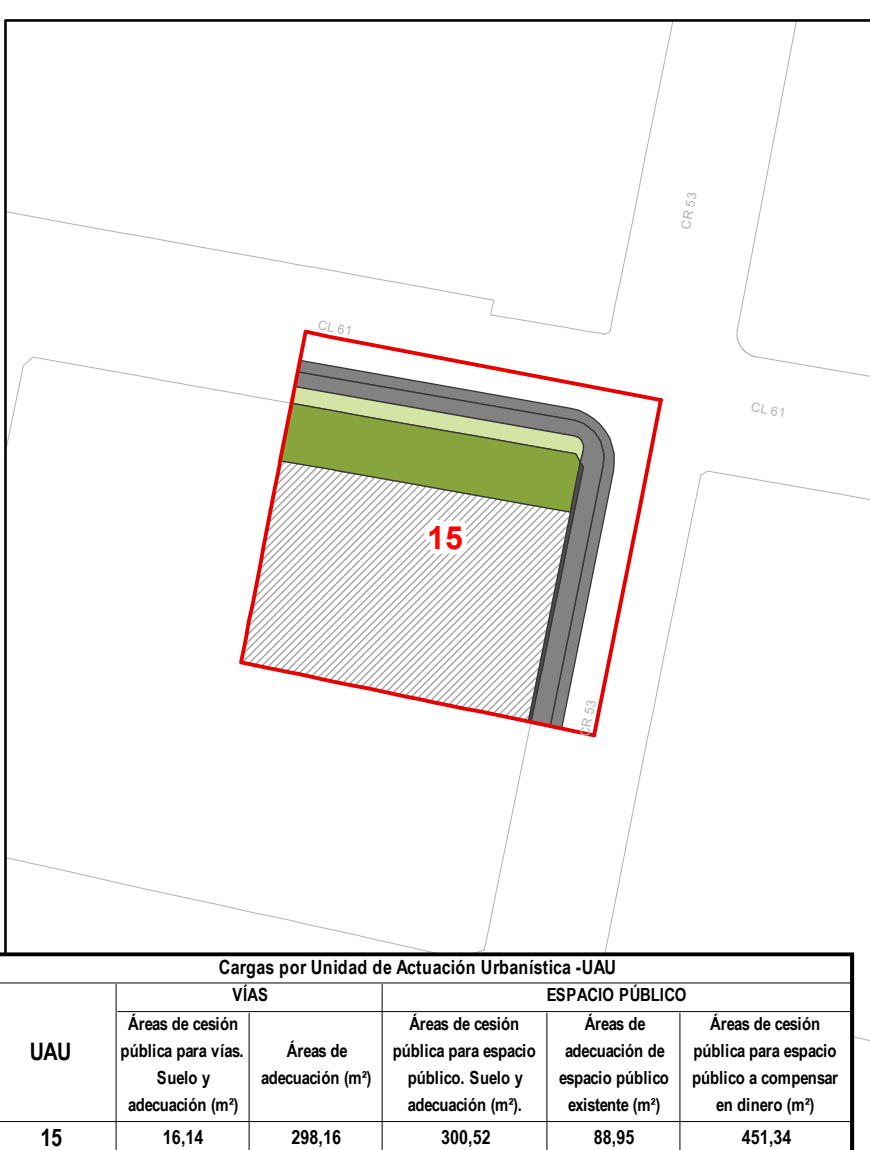 CR 53
CL 61
CL 61
15
CR 53
Cargas por Unidad de Actuación Urbanística -UAU
VÍAS ESPACIO PÚBLICO
UAU
Áreas de cesión
pública para vías.
Suelo y
adecuación (m²)
Áreas de
adecuación (m²)
Áreas de cesión
pública para espacio
público. Suelo y
adecuación (m²).
Áreas de
adecuación de
espacio público
existente (m²)
Áreas de cesión
pública para espacio
público a compensar
en dinero (m²)
15 16,14 298,16 300,52 88,95 451,34